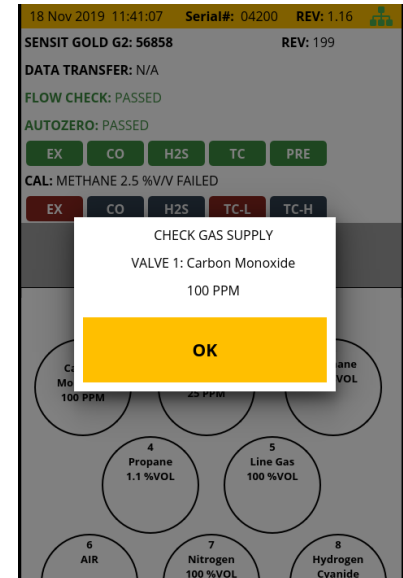 18 Nov 2019 11:41:07 Serial#: 04200 REV: 1.16
SENSIT GOLD G2: 56858 REV: 199
DATA TRANSFER: N/A
FLOW CHECK: PASSED
AUTOZERO: PASSED
EX CO H2S TC PRE
CAL: METHANE 2.5 %V/V FAILED
EX CO H2S TC-L TC-H
CHECK GAS SUPPLY
VALVE 1: Carbon Monoxide
100 PPM
OK
100 PPM
25 PPM
4
Propane
1.1 %VOL
5
Line Gas
100 %VOL
6
AIR
7
Nitrogen
100 %VOL
8
Hydrogen
Cyanide